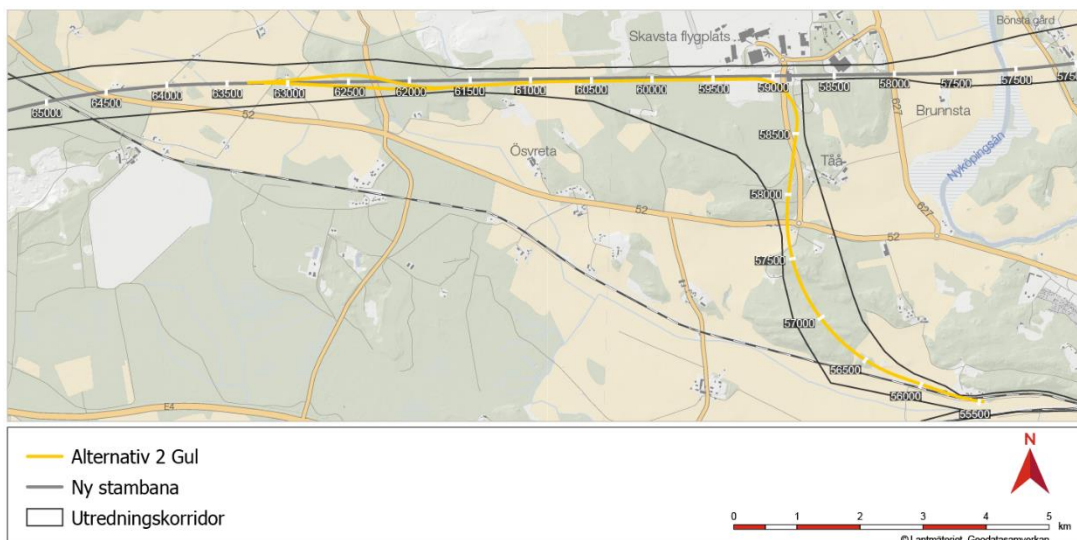 Bönsta gård
Skavsta flygplats
65000
64500
64000
63500
63000
62500
62000
61500
61000
60500
60000
59500
59000
58500
58000
57500
57500
627
Brunnsta
Nyköpingsån
52
58500
Ösvreta
Tåå
58000
52
627
52
57500
57000
56500
56000
55500
E4
Alternativ 2 Gul
Ny stambana
Utredningskorridor
N
0 1 2 3 4 5
km
© Lantmäteriet, Geodatasamverkan